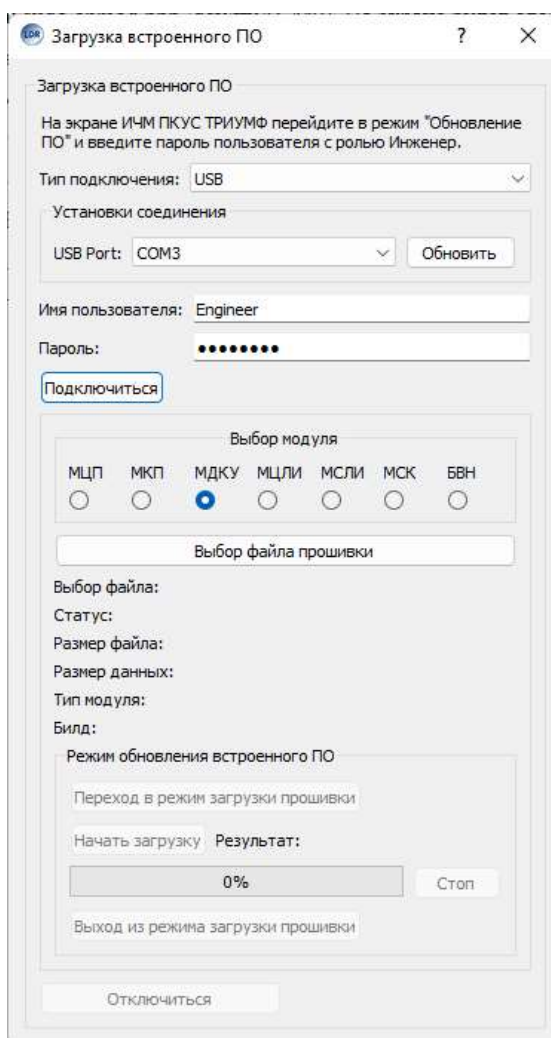 LDR Загрузка встроенного ПО ? ✕
Загрузка встроенного ПО
На экране ИЧМ ПКУС ТРИУМФ перейдите в режим "Обновление
ПО" и введите пароль пользователя с ролью Инженер.
Тип подключения: USB
Установки соединения
USB Port: COM3 Обновить
Имя пользователя: Engineer
Пароль: ●●●●●●●●
Подключиться
Выбор модуля
МЦП МКП МДКУ МЦЛИ МСЛИ МСК БВН
Выбор файла прошивки
Выбор файла:
Статус:
Размер файла:
Размер данных:
Тип модуля:
Билд:
Режим обновления встроенного ПО
Переход в режим загрузки прошивки
Начать загрузку Результат:
0% Стоп
Выход из режима загрузки прошивки
Отключиться